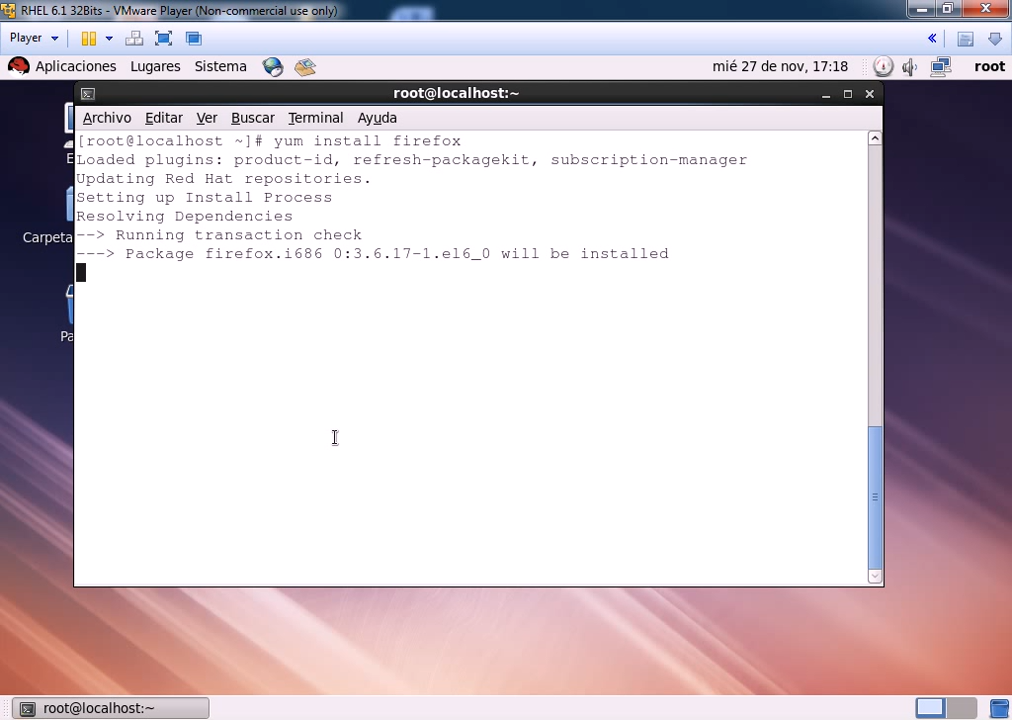 RHEL 6.1 32Bits - VMware Player (Non-commercial use only)
Player
Aplicaciones Lugares Sistema mié 27 de nov, 17:18 root
root@localhost:~
Archivo Editar Ver Buscar Terminal Ayuda
[root@localhost ~]# yum install firefox
Loaded plugins: product-id, refresh-packagekit, subscription-manager
Updating Red Hat repositories.
Setting up Install Process
Resolving Dependencies
--> Running transaction check
---> Package firefox.i686 0:3.6.17-1.el6_0 will be installed
Carpeta
root@localhost:~